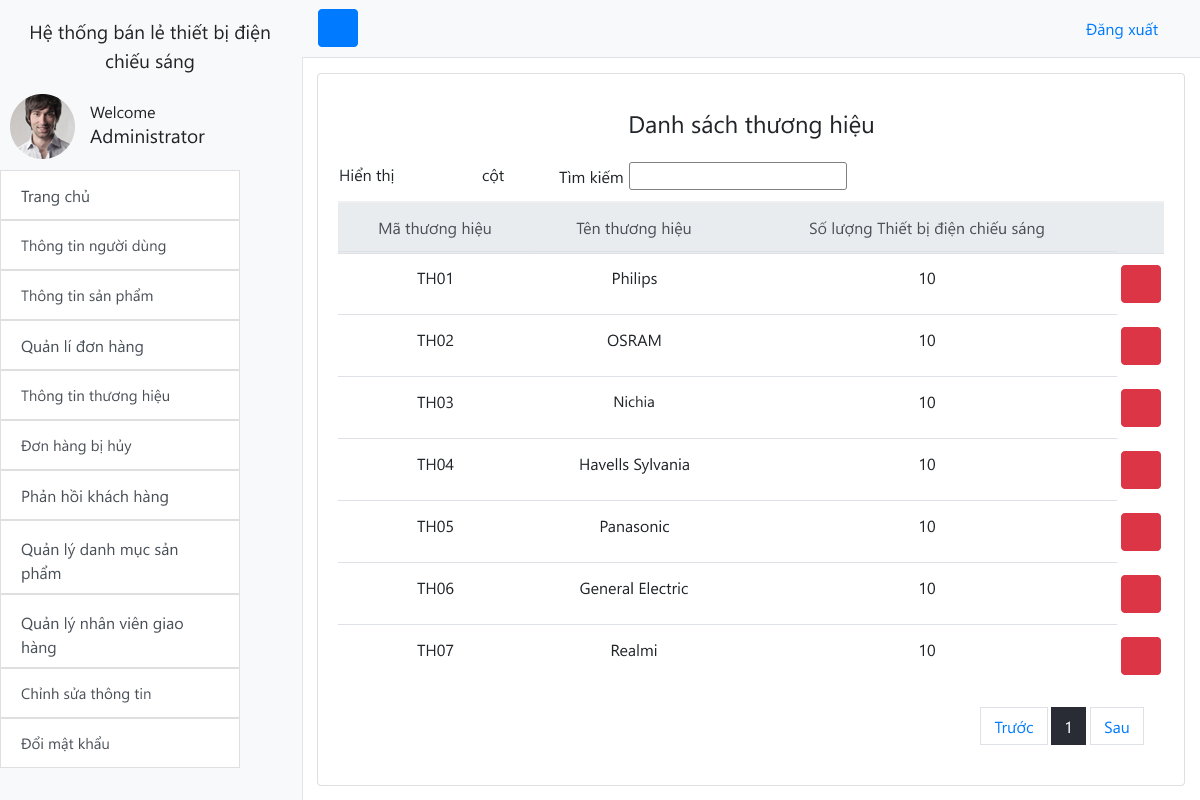 Hệ thống bán lẻ thiết bị điện
chiếu sáng
Welcome
Administrator
Trang chủ
Thông tin người dùng
Thông tin sản phẩm
Quản lí đơn hàng
Thông tin thương hiệu
Đơn hàng bị hủy
Phản hồi khách hàng
Quản lý danh mục sản
phẩm
Quản lý nhân viên giao
hàng
Chỉnh sửa thông tin
Đổi mật khẩu
Đăng xuất
Danh sách thương hiệu
Hiển thị cột Tìm kiếm
Mã thương hiệu Tên thương hiệu Số lượng Thiết bị điện chiếu sáng
TH01 Philips 10
TH02 OSRAM 10
TH03 Nichia 10
TH04 Havells Sylvania 10
TH05 Panasonic 10
TH06 General Electric 10
TH07 Realmi 10
Trước 1 Sau